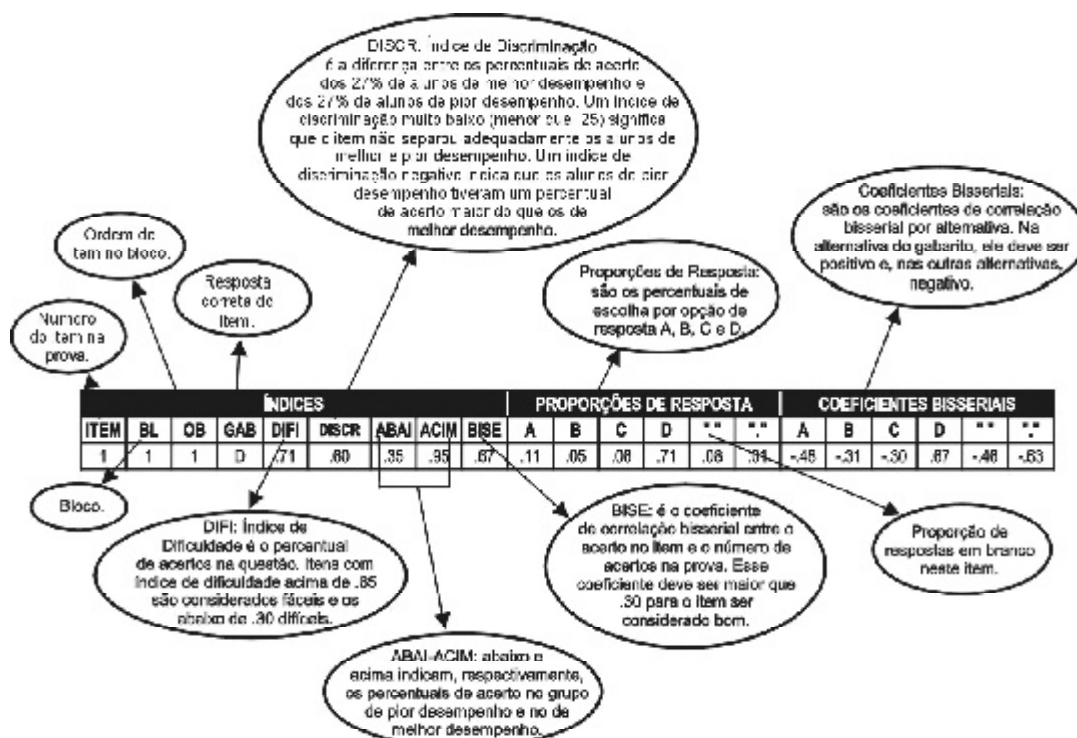 DISCR: Índice de Discriminação
é a diferença entre os percentuais de acerto
dos 27% de alunos de melhor desempenho e
dos 27% de alunos de pior desempenho. Um índice de
discriminação muito baixo (menor que .25) significa
que o item não separou adequadamente os alunos de
melhor e pior desempenho. Um índice de
discriminação negativo indica que os alunos de pior
desempenho tiveram um percentual
de acerto maior do que os de
melhor desempenho.
Coeficientes Bisseriais:
são os coeficientes de correlação
bisserial por alternativa. Na
alternativa do gabarito, ele deve ser
positivo e, nas outras alternativas,
negativo.
Ordem do
item no bloco.
Resposta
correta do
Item.
Proporções de Resposta:
são os percentuais de
escolha por opção de
resposta A, B, C e D.
Número
do item na
prova.
ÍNDICES PROPORÇÕES DE RESPOSTA COEFICIENTES BISSERIAIS
ITEM BL OB GAB DIFI DISCR ABAI ACIM BISE A B C D "." A B C D " " "."
1 1 1 D .71 .60 .35 .95 .67 .11 .05 .71 -.31 -.30 .67 -.63
Bloco.
DIFI: Índice de
Dificuldade é o percentual
de acertos na questão. Itens com
índice de dificuldade acima de .65
são considerados fáceis e os
abaixo de .30 difíceis.
BISE: é o coeficiente
de correlação bisserial entre o
acerto no item e o número de
acertos na prova. Esse
coeficiente deve ser maior que
.30 para o item ser
considerado bom.
Proporção de
respostas em branco
neste item.
ABAI-ACIM: abaixo e
acima indicam, respectivamente,
os percentuais de acerto no grupo
de pior desempenho e no de
melhor desempenho.